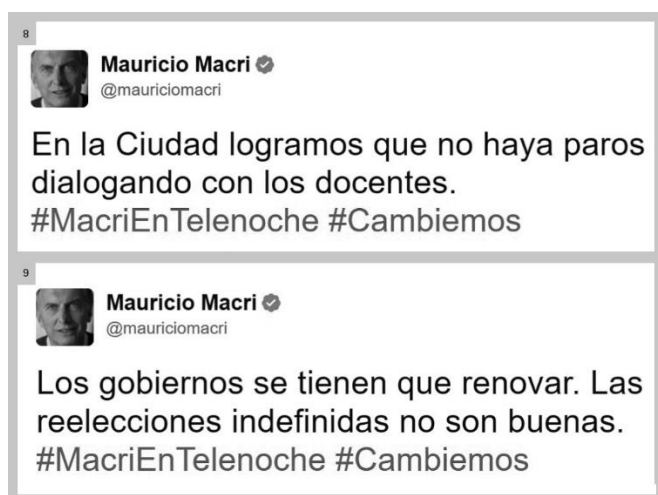 8
Mauricio Macri
@mauriciomacri
En la Ciudad logramos que no haya paros
dialogando con los docentes.
#MacriEnTelenoche #Cambiemos
9
Mauricio Macri
@mauriciomacri
Los gobiernos se tienen que renovar. Las
reelecciones indefinidas no son buenas.
#MacriEnTelenoche #Cambiemos